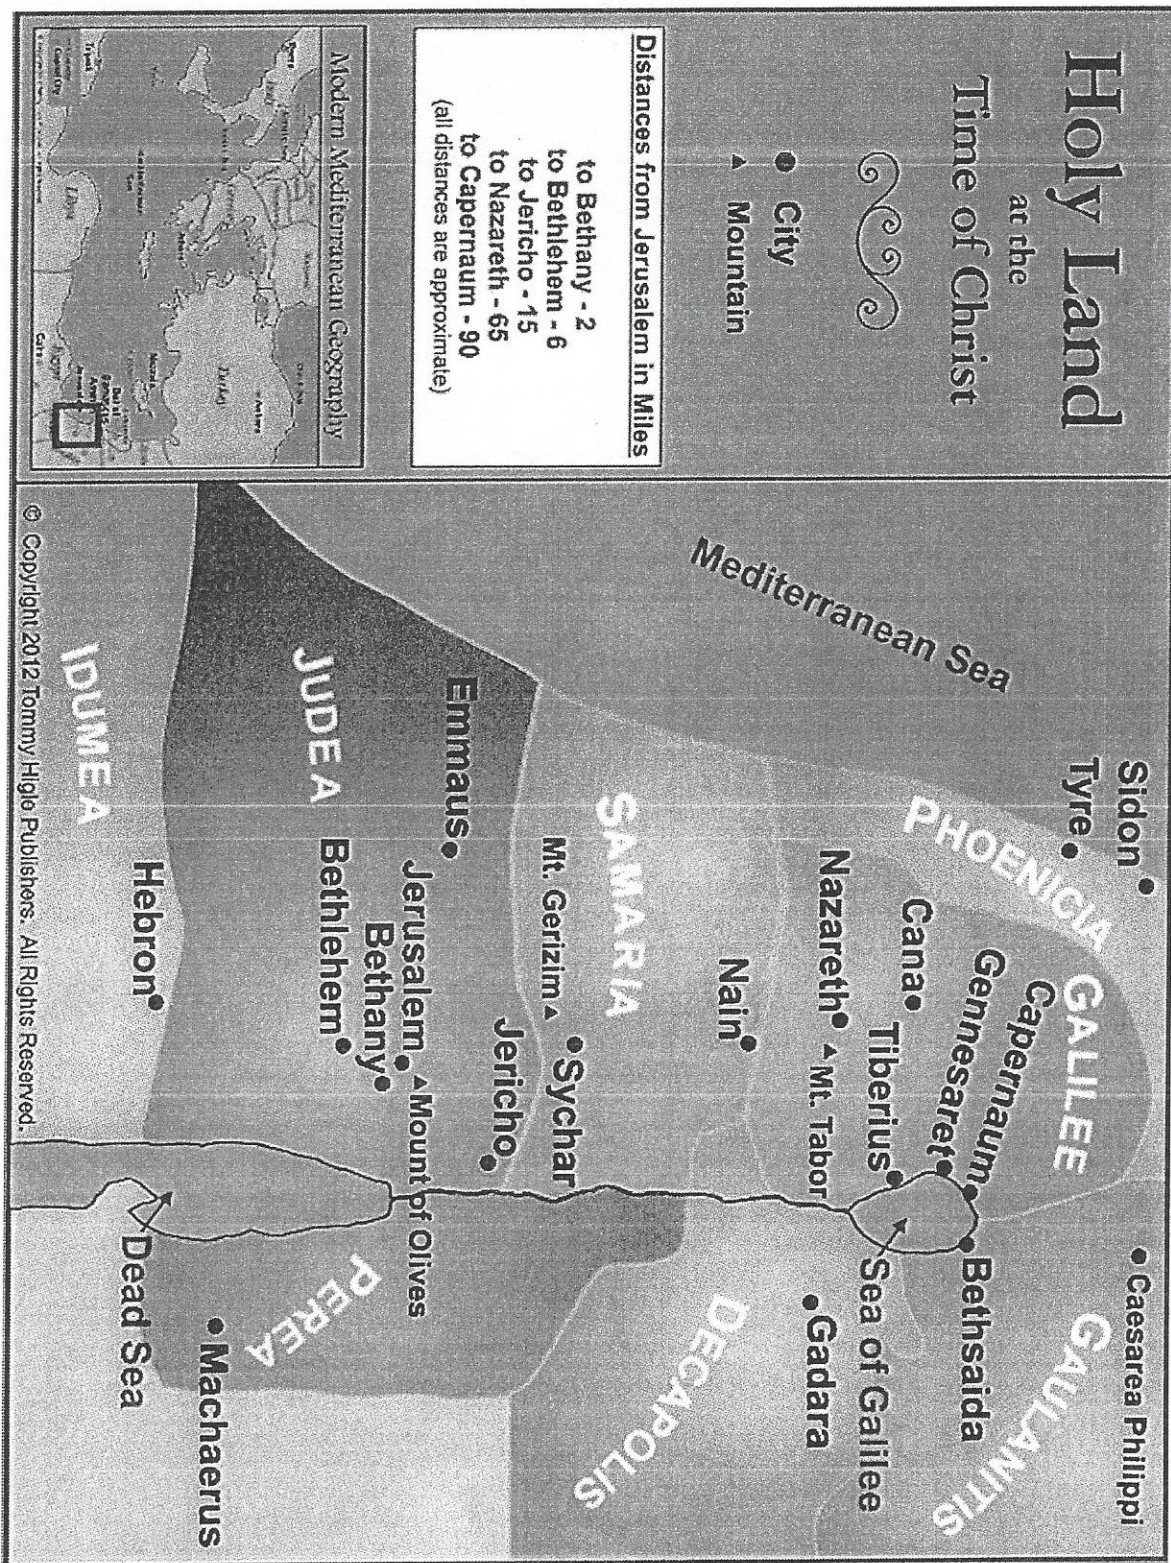 Holy Land
at the
Time of Christ
City
Mountain
Distances from Jerusalem in Miles
to Bethany - 2
to Bethlehem - 6
to Jericho - 15
to Nazareth - 65
to Capernaum - 90
(all distances are approximate)
Modern Mediterranean Geography
Turkey
Libya
Mediterranean Sea
Sidon
Tyre
PHOENICIA
GALILEE
Caesarea Philippi
GAULANITIS
Capernaum
Gennesaret
Bethsaida
Cana
Tiberius
Sea of Galilee
Nazareth
Mt. Tabor
Gadara
Nain
DECAPOLIS
SAMARIA
Sychar
Mt. Gerizim
Jericho
Emmaus
Jerusalem
Mount of Olives
Bethany
Bethlehem
JUDEA
PEREA
Machaerus
Hebron
Dead Sea
IDUMEA
© Copyright 2012 Tommy Higle Publishers. All Rights Reserved.